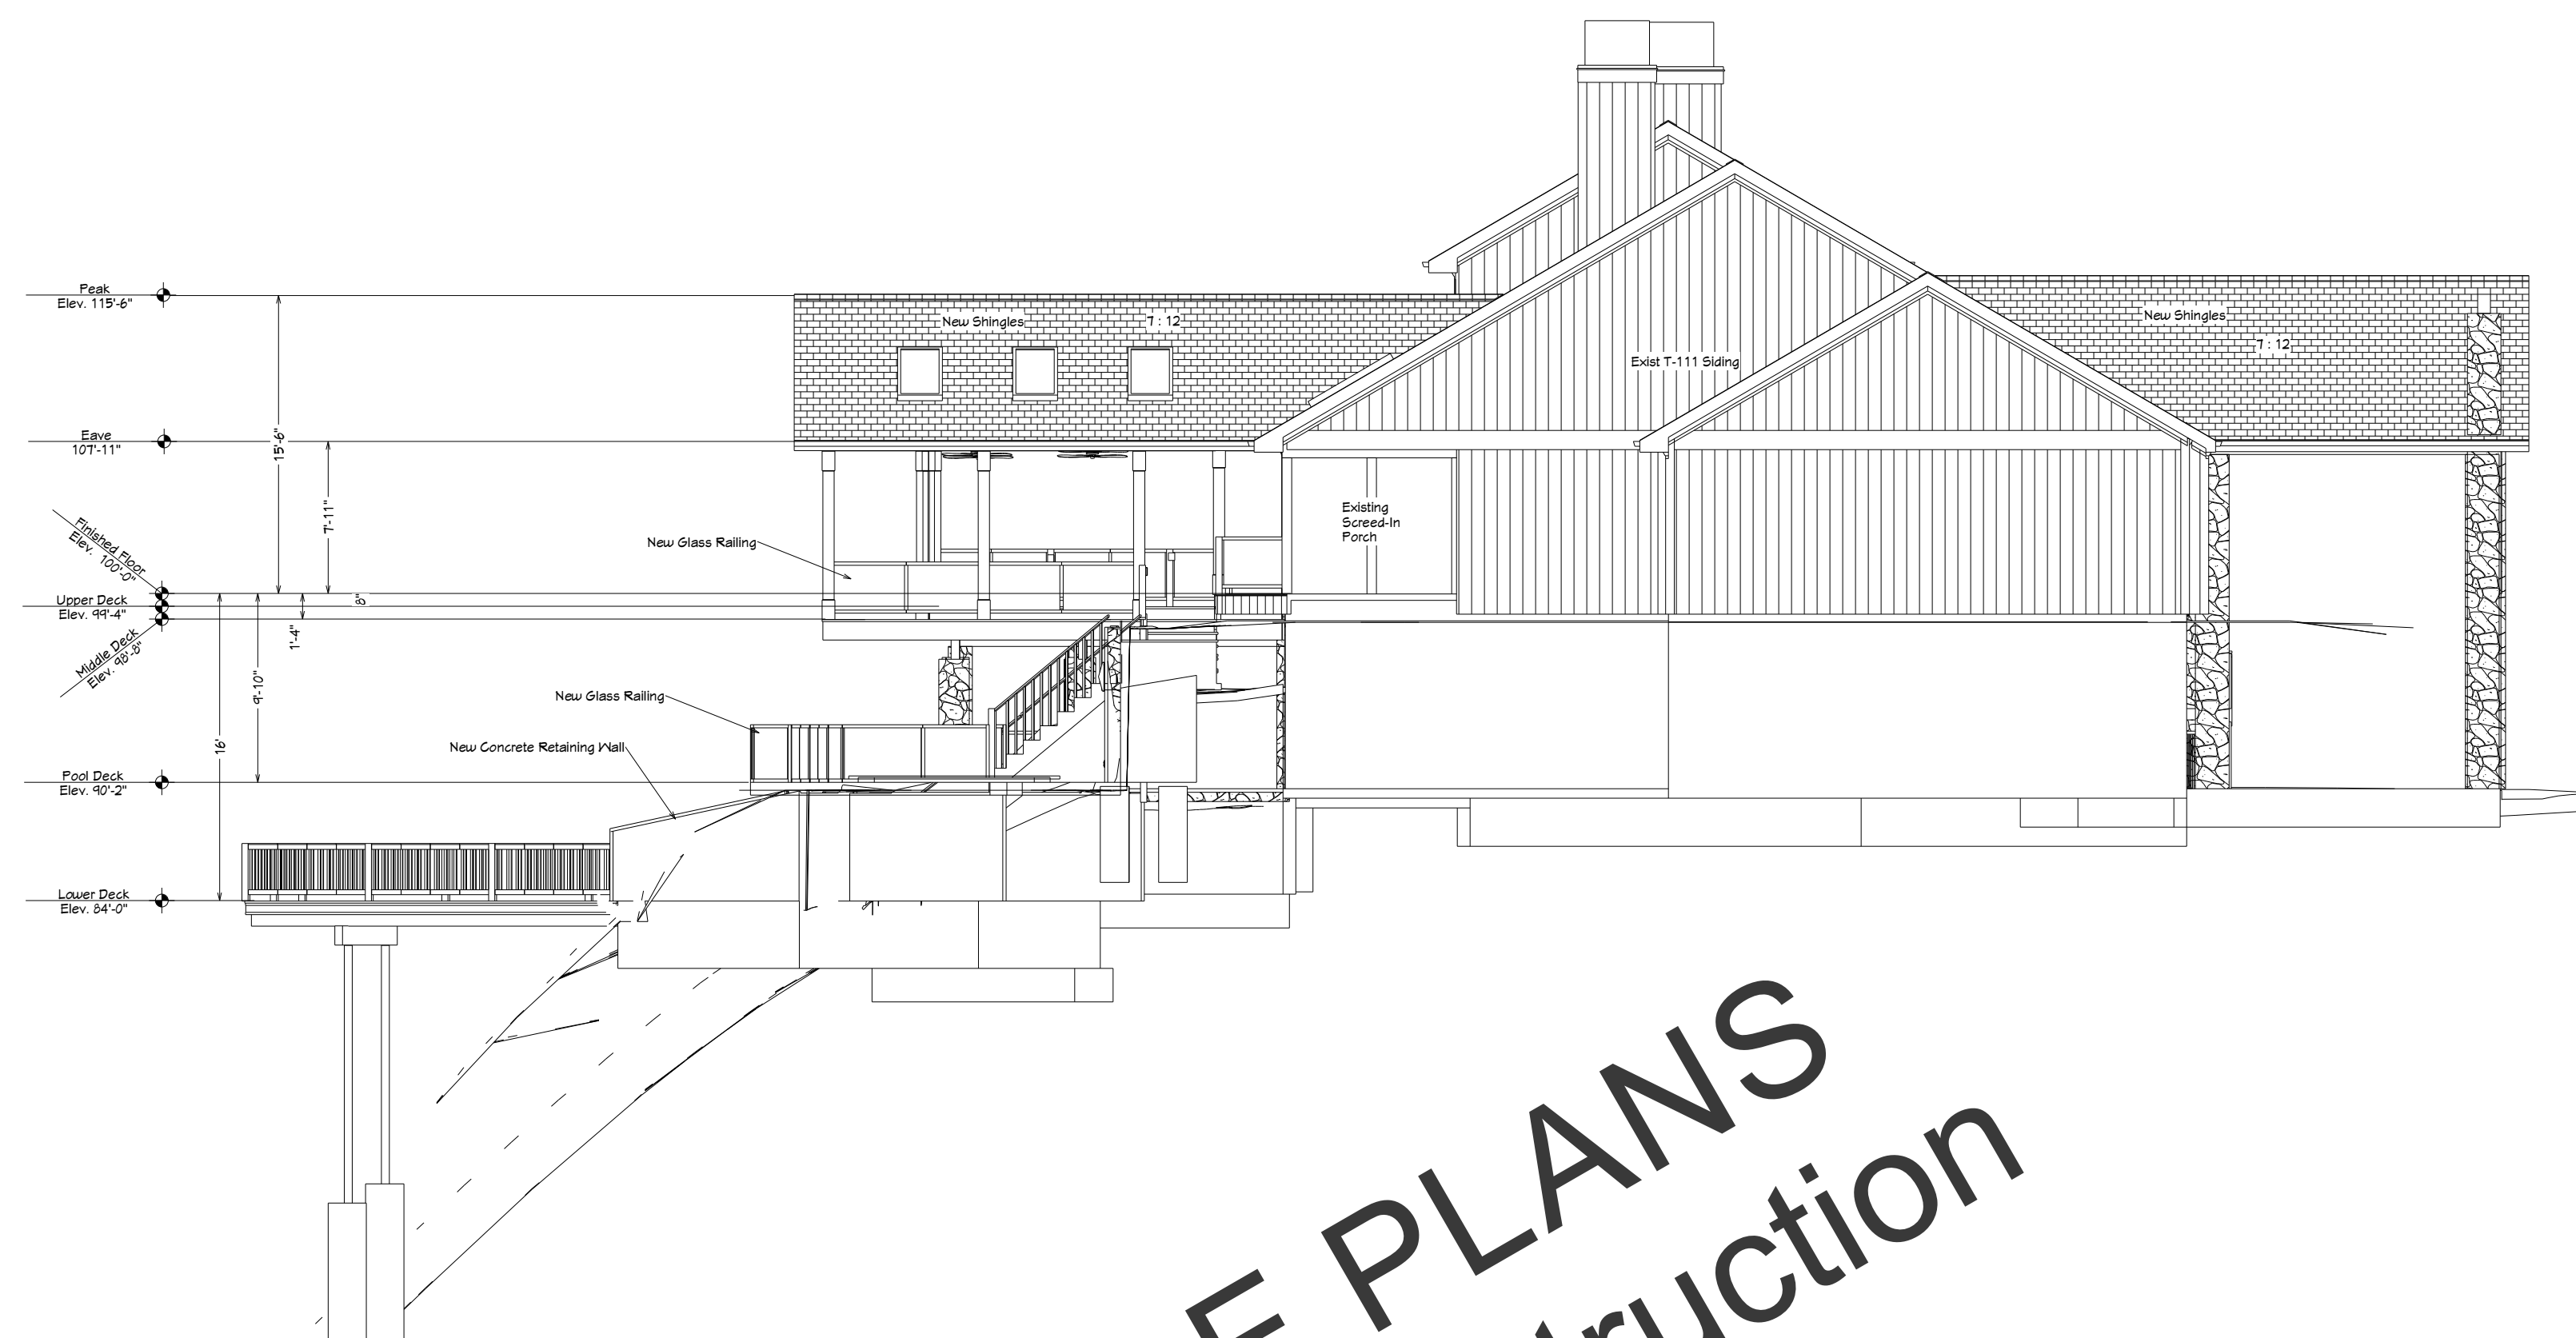 Peak
Elev. 115'-6"
New Shingles
7 : 12
New Shingles
7 : 12
Exist T-111 Siding
Eave
107'-11"
15'-6"
7'-11"
Existing
Screed-In
Porch
New Glass Railing
Finished Floor
Elev. 100'-0"
Upper Deck
Elev. 99'-4"
8"
1'-4"
Middle Deck
Elev. 98'-8"
9'-10"
New Glass Railing
16'
New Concrete Retaining Wall
Pool Deck
Elev. 90'-2"
Lower Deck
Elev. 84'-0"
PLANS